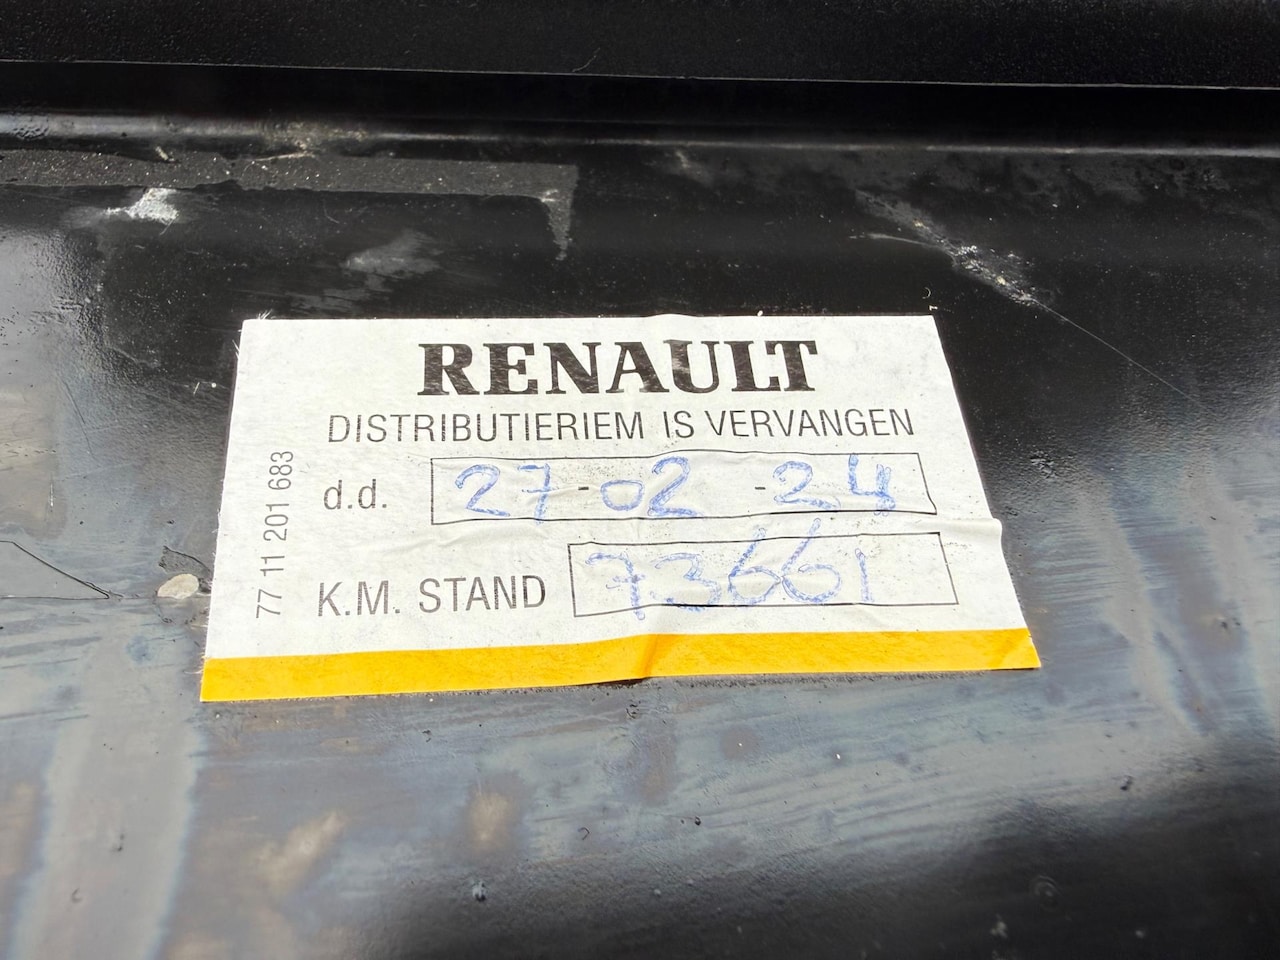 RENAULT
DISTRIBUTIERIEM IS VERVANGEN
d.d. 27-02-24
K.M. STAND 73661
77 11 201 683